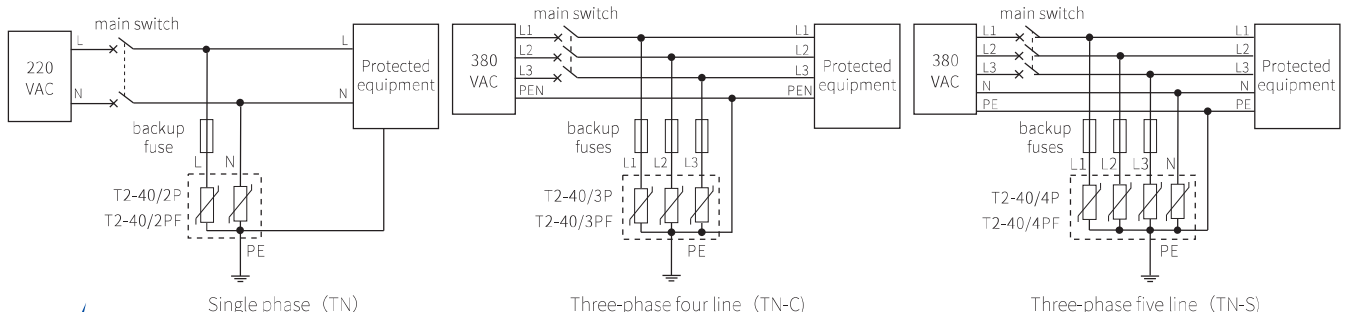 main switch
L
L
220
VAC
Protected
equipment
N
N
backup
fuse
L
N
T2-40/2P
T2-40/2PF
PE
Single phase (TN)
main switch
L1
L1
L2
L2
L3
L3
380
VAC
PEN
PEN
Protected
equipment
backup
fuses
L1
L2
L3
T2-40/3P
T2-40/3PF
PE
Three-phase four line (TN-C)
main switch
L1
L1
L2
L2
L3
L3
380
VAC
N
N
PE
PE
Protected
equipment
backup
fuses
L1
L2
L3
N
T2-40/4P
T2-40/4PF
PE
Three-phase five line (TN-S)